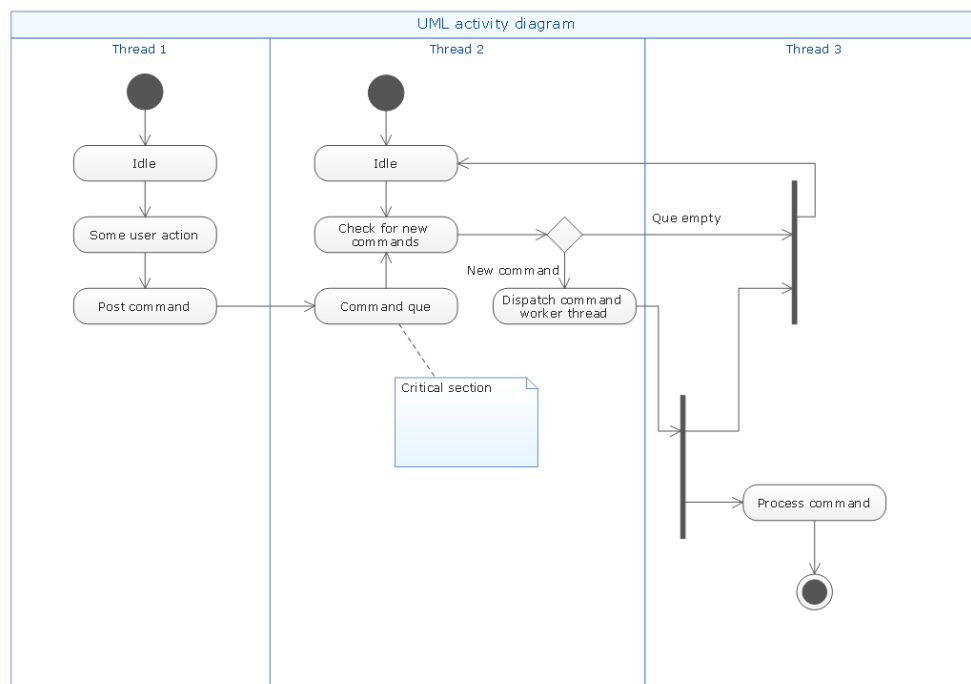 UML activity diagram
Thread 1
Thread 2
Thread 3
Idle
Idle
Some user action
Check for new
commands
Que empty
New command
Post command
Command que
Dispatch command
worker thread
Critical section
Process command